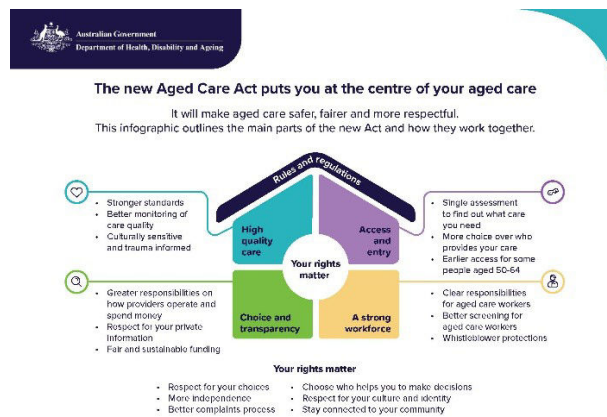 Australian Government
Department of Health, Disability and Ageing
The new Aged Care Act puts you at the centre of your aged care
It will make aged care safer, fairer and more respectful.
This infographic outlines the main parts of the new Act and how they work together.
Rules and regulations
• Stronger standards
• Better monitoring of
care quality
• Culturally sensitive
and trauma informed
High
quality
care
Access
and
entry
• Single assessment
to find out what care
you need
• More choice over who
provides your care
• Earlier access for some
people aged 50-64
Your rights
matter
• Greater responsibilities on
how providers operate and
spend money
• Respect for your private
information
• Fair and sustainable funding
Choice and
transparency
A strong
workforce
• Clear responsibilities
for aged care workers
• Better screening for
aged care workers
• Whistleblower protections
Your rights matter
• Respect for your choices
• More independence
• Better complaints process
• Choose who helps you to make decisions
• Respect for your culture and identity
• Stay connected to your community